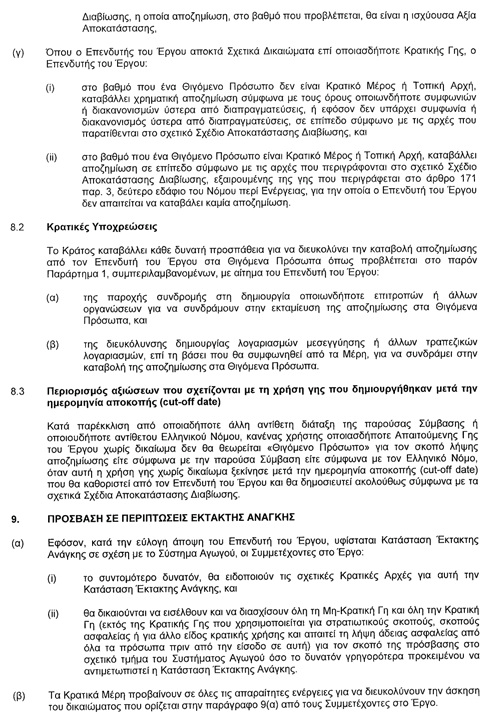 Διαβίωσης, η οποία αποζημίωση, στο βαθμό που προβλέπεται, θα είναι η ισχύουσα Αξία
Αποκατάστασης,
(γ) Όπου ο Επενδυτής του Έργου αποκτά Σχετικά Δικαιώματα επί οποιασδήποτε Κρατικής Γης, ο
Επενδυτής του Έργου:
(i) στο βαθμό που ένα Θιγόμενο Πρόσωπο δεν είναι Κρατικό Μέρος ή Τοπική Αρχή,
καταβάλλει χρηματική αποζημίωση σύμφωνα με τους όρους οποιωνδήποτε συμφωνιών
ή διακανονισμών ύστερα από διαπραγματεύσεις, ή εφόσον δεν υπάρχει συμφωνία ή
διακανονισμός ύστερα από διαπραγματεύσεις, σε επίπεδο σύμφωνο με τις αρχές που
παρατίθενται στο σχετικό Σχέδιο Αποκατάστασης Διαβίωσης, και
(ii) στο βαθμό που ένα Θιγόμενο Πρόσωπο είναι Κρατικό Μέρος ή Τοπική Αρχή, καταβάλλει
αποζημίωση σε επίπεδο σύμφωνο με τις αρχές που περιγράφονται στο σχετικό Σχέδιο
Αποκατάστασης Διαβίωσης, εξαιρουμένης της γης που περιγράφεται στο άρθρο 171
παρ. 3, δεύτερο εδάφιο του Νόμου περί Ενέργειας, για την οποία ο Επενδυτής του Έργου
δεν απαιτείται να καταβάλει καμία αποζημίωση.
8.2 Κρατικές Υποχρεώσεις
Το Κράτος καταβάλλει κάθε δυνατή προσπάθεια για να διευκολύνει την καταβολή αποζημίωσης
από τον Επενδυτή του Έργου στα Θιγόμενα Πρόσωπα όπως προβλέπεται στο παρόν
Παράρτημα 1, συμπεριλαμβανομένων, με αίτημα του Επενδυτή του Έργου:
(α) της παροχής συνδρομής στη δημιουργία οποιωνδήποτε επιτροπών ή άλλων
οργανώσεων για να συνδράμουν στην εκταμίευση της αποζημίωσης στα Θιγόμενα
Πρόσωπα, και
(β) της διευκόλυνσης δημιουργίας λογαριασμών μεσεγγύησης ή άλλων τραπεζικών
λογαριασμών, επί τη βάσει που θα συμφωνηθεί από τα Μέρη, για να συνδράμει στην
καταβολή της αποζημίωσης στα Θιγόμενα Πρόσωπα.
8.3 Περιορισμός αξιώσεων που σχετίζονται με τη χρήση γης που δημιουργήθηκαν μετά την
ημερομηνία αποκοπής (cut-off date)
Κατά παρέκκλιση από οποιαδήποτε άλλη αντίθετη διάταξη της παρούσας Σύμβασης ή
οποιουδήποτε αντίθετου Ελληνικού Νόμου, κανένας χρήστης οποιασδήποτε Απαιτούμενης Γης
του Έργου χωρίς δικαίωμα δεν θα θεωρείται «Θιγόμενο Πρόσωπο» για τον σκοπό λήψης
αποζημίωσης είτε σύμφωνα με την παρούσα Σύμβαση είτε σύμφωνα με τον Ελληνικό Νόμο,
όταν αυτή η χρήση γης χωρίς δικαίωμα ξεκίνησε μετά την ημερομηνία αποκοπής (cut-off date)
που θα καθοριστεί από τον Επενδυτή του Έργου και θα δημοσιευτεί ακολούθως σύμφωνα με τα
σχετικά Σχέδια Αποκατάστασης Διαβίωσης.
9. ΠΡΟΣΒΑΣΗ ΣΕ ΠΕΡΙΠΤΩΣΕΙΣ ΕΚΤΑΚΤΗΣ ΑΝΑΓΚΗΣ
(α) Εφόσον, κατά την εύλογη άποψη του Επενδυτή του Έργου, υφίσταται Κατάσταση Έκτακτης
Ανάγκης σε σχέση με το Σύστημα Αγωγού, οι Συμμετέχοντες στο Έργο:
(i) το συντομότερο δυνατόν, θα ειδοποιούν τις σχετικές Κρατικές Αρχές για αυτή την
Κατάσταση Έκτακτης Ανάγκης, και
(ii) θα δικαιούνται να εισέλθουν και να διασχίσουν όλη τη Μη-Κρατική Γη και όλη την Κρατική
Γη (εκτός της Κρατικής Γης που χρησιμοποιείται για στρατιωτικούς σκοπούς, σκοπούς
ασφαλείας ή για άλλο είδος κρατικής χρήσης και απαιτεί τη λήψη άδειας ασφαλείας από
όλα τα πρόσωπα πριν από την είσοδο σε αυτή) για τον σκοπό της πρόσβασης στο
σχετικό τμήμα του Συστήματος Αγωγού όσο το δυνατόν γρηγορότερα προκειμένου να
αντιμετωπιστεί η Κατάσταση Έκτακτης Ανάγκης.
(β) Τα Κρατικά Μέρη προβαίνουν σε όλες τις απαραίτητες ενέργειες για να διευκολύνουν την άσκηση
του δικαιώματος που ορίζεται στην παράγραφο 9(α) από τους Συμμετέχοντες στο Έργο.